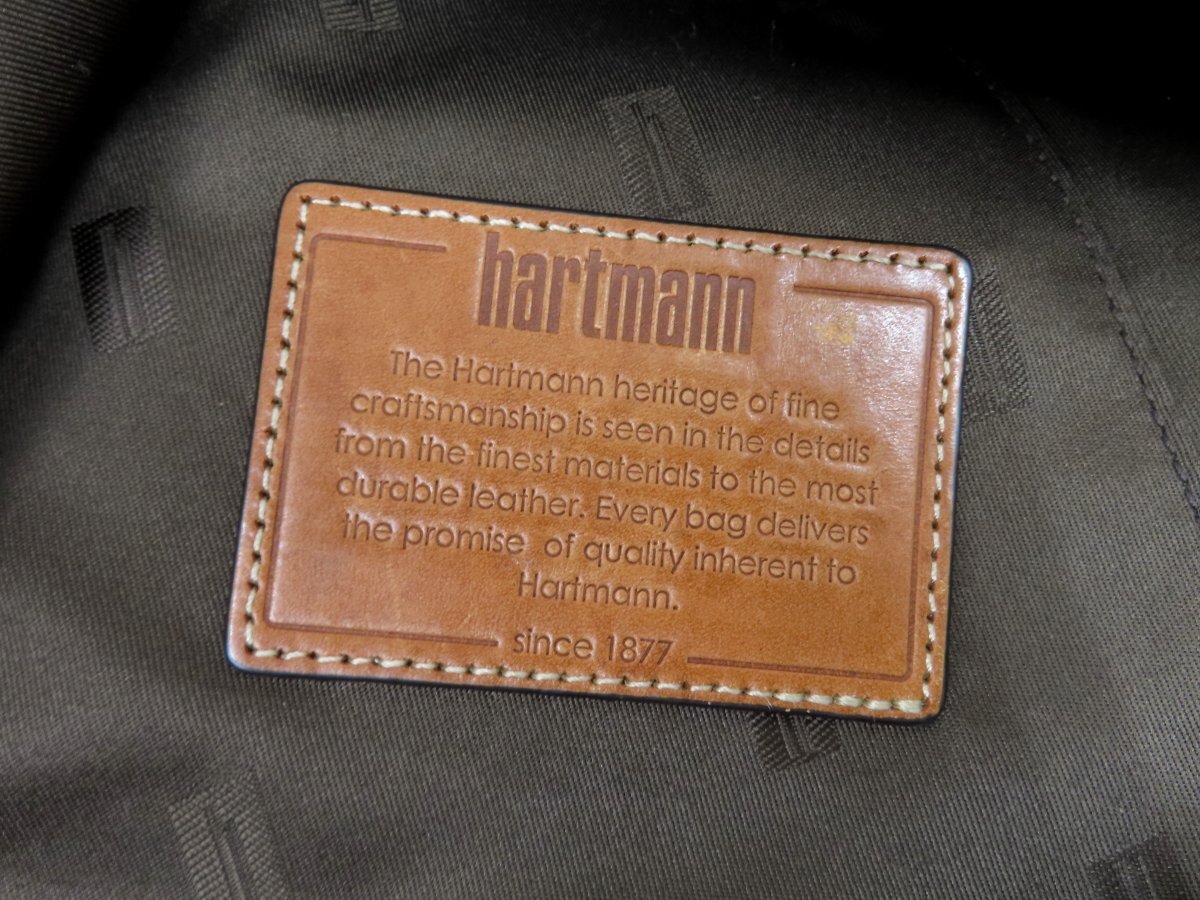 hartmann
The Hartmann heritage of fine
craftsmanship is seen in the details
from the finest materials to the most
durable leather. Every bag delivers
the promise of quality inherent to
Hartmann.
since 1877